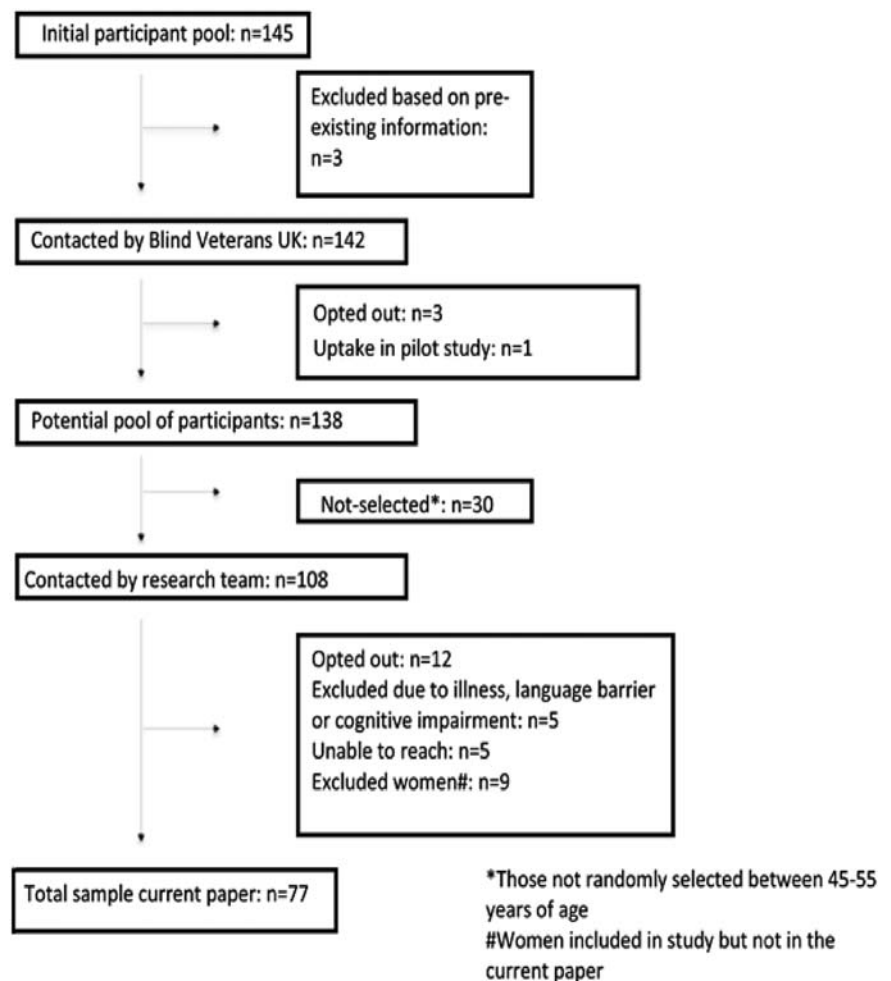 Initial participant pool: n=145
Excluded based on pre-
existing information:
n=3
Contacted by Blind Veterans UK: n=142
Opted out: n=3
Uptake in pilot study: n=1
Potential pool of participants: n=138
Not-selected*: n=30
Contacted by research team: n=108
Opted out: n=12
Excluded due to illness, language barrier
or cognitive impairment: n=5
Unable to reach: n=5
Excluded women#: n=9
Total sample current paper: n=77
*Those not randomly selected between 45-55
years of age
#Women included in study but not in the
current paper